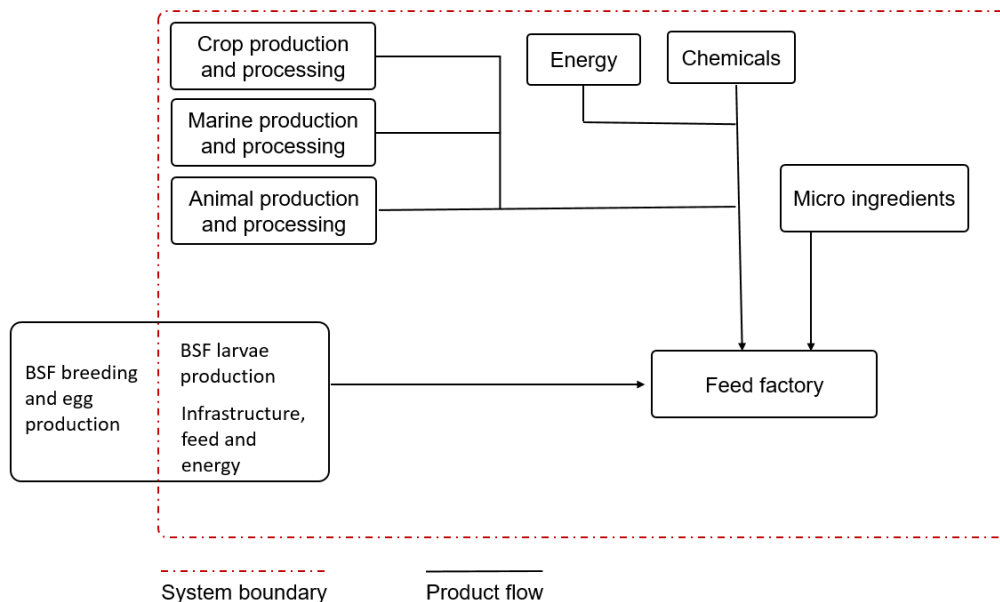 Crop production
and processing
Energy
Chemicals
Marine production
and processing
Animal production
and processing
Micro ingredients
BSF breeding
and egg
production
BSF larvae
production
Infrastructure,
feed and
energy
Feed factory
System boundary
Product flow